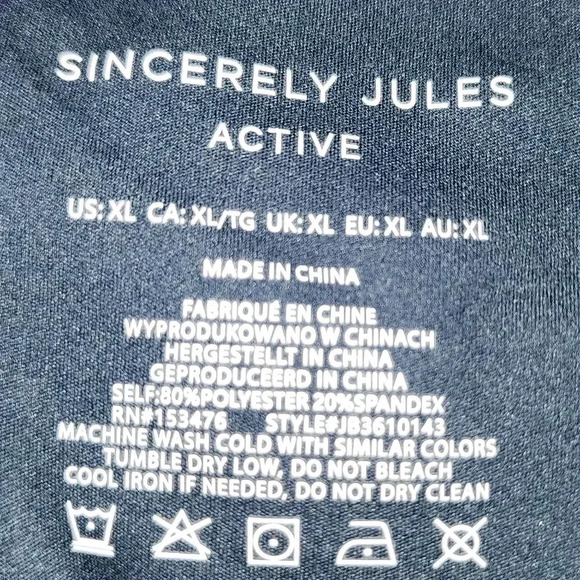 SINCERELY JULES
ACTIVE
US: XL CA: XL/TG UK: XL EU: XL AU: XL
MADE IN CHINA
FABRIQUÉ EN CHINE
WYPRODUKOWANO W CHINACH
HERGESTELLT IN CHINA
GEPRODUCEERD IN CHINA
SELF:80%POLYESTER 20%SPANDEX
RN#153476 STYLE#JB3610143
MACHINE WASH COLD WITH SIMILAR COLORS
TUMBLE DRY LOW, DO NOT BLEACH
COOL IRON IF NEEDED, DO NOT DRY CLEAN